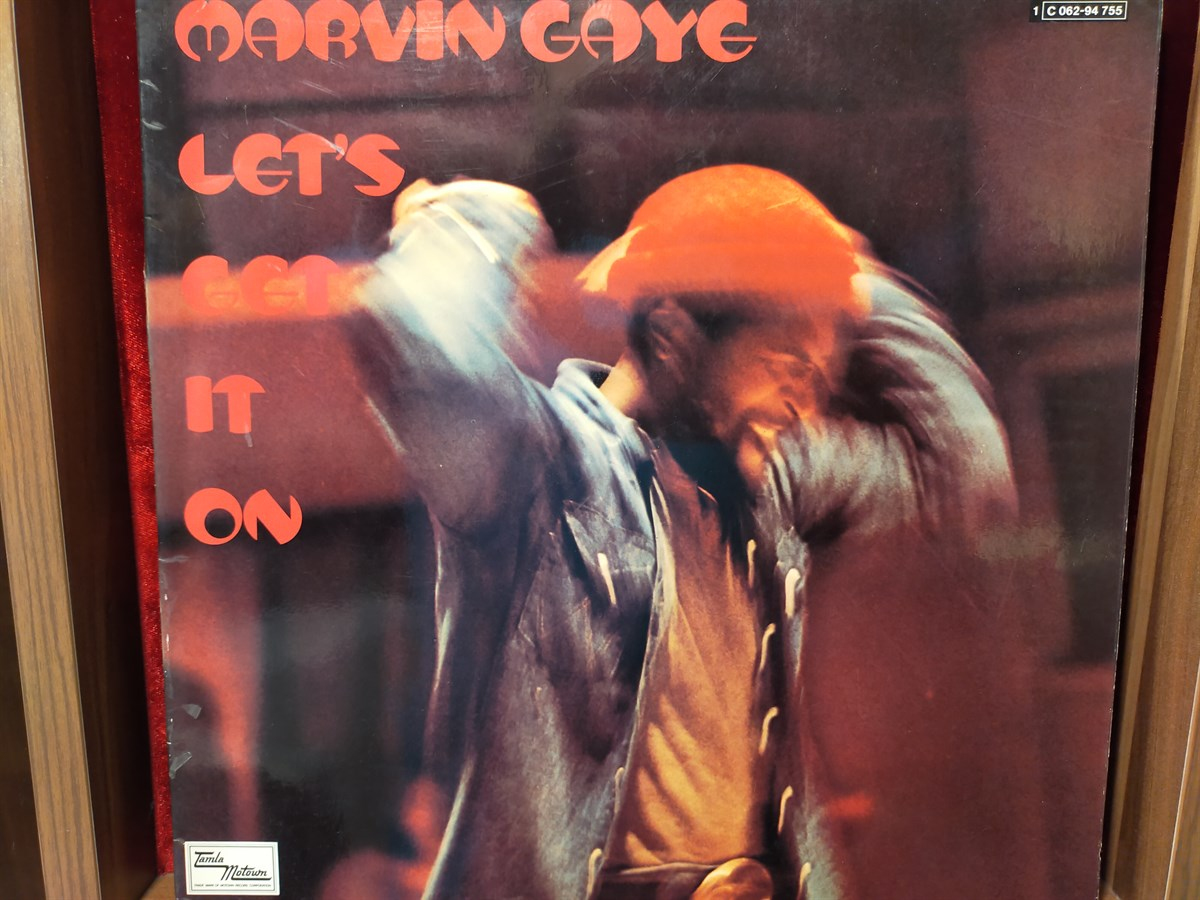 MARVIN GAYE
1 C 062-94 755
LET'S
GET
IT
ON
Tamla
Motown